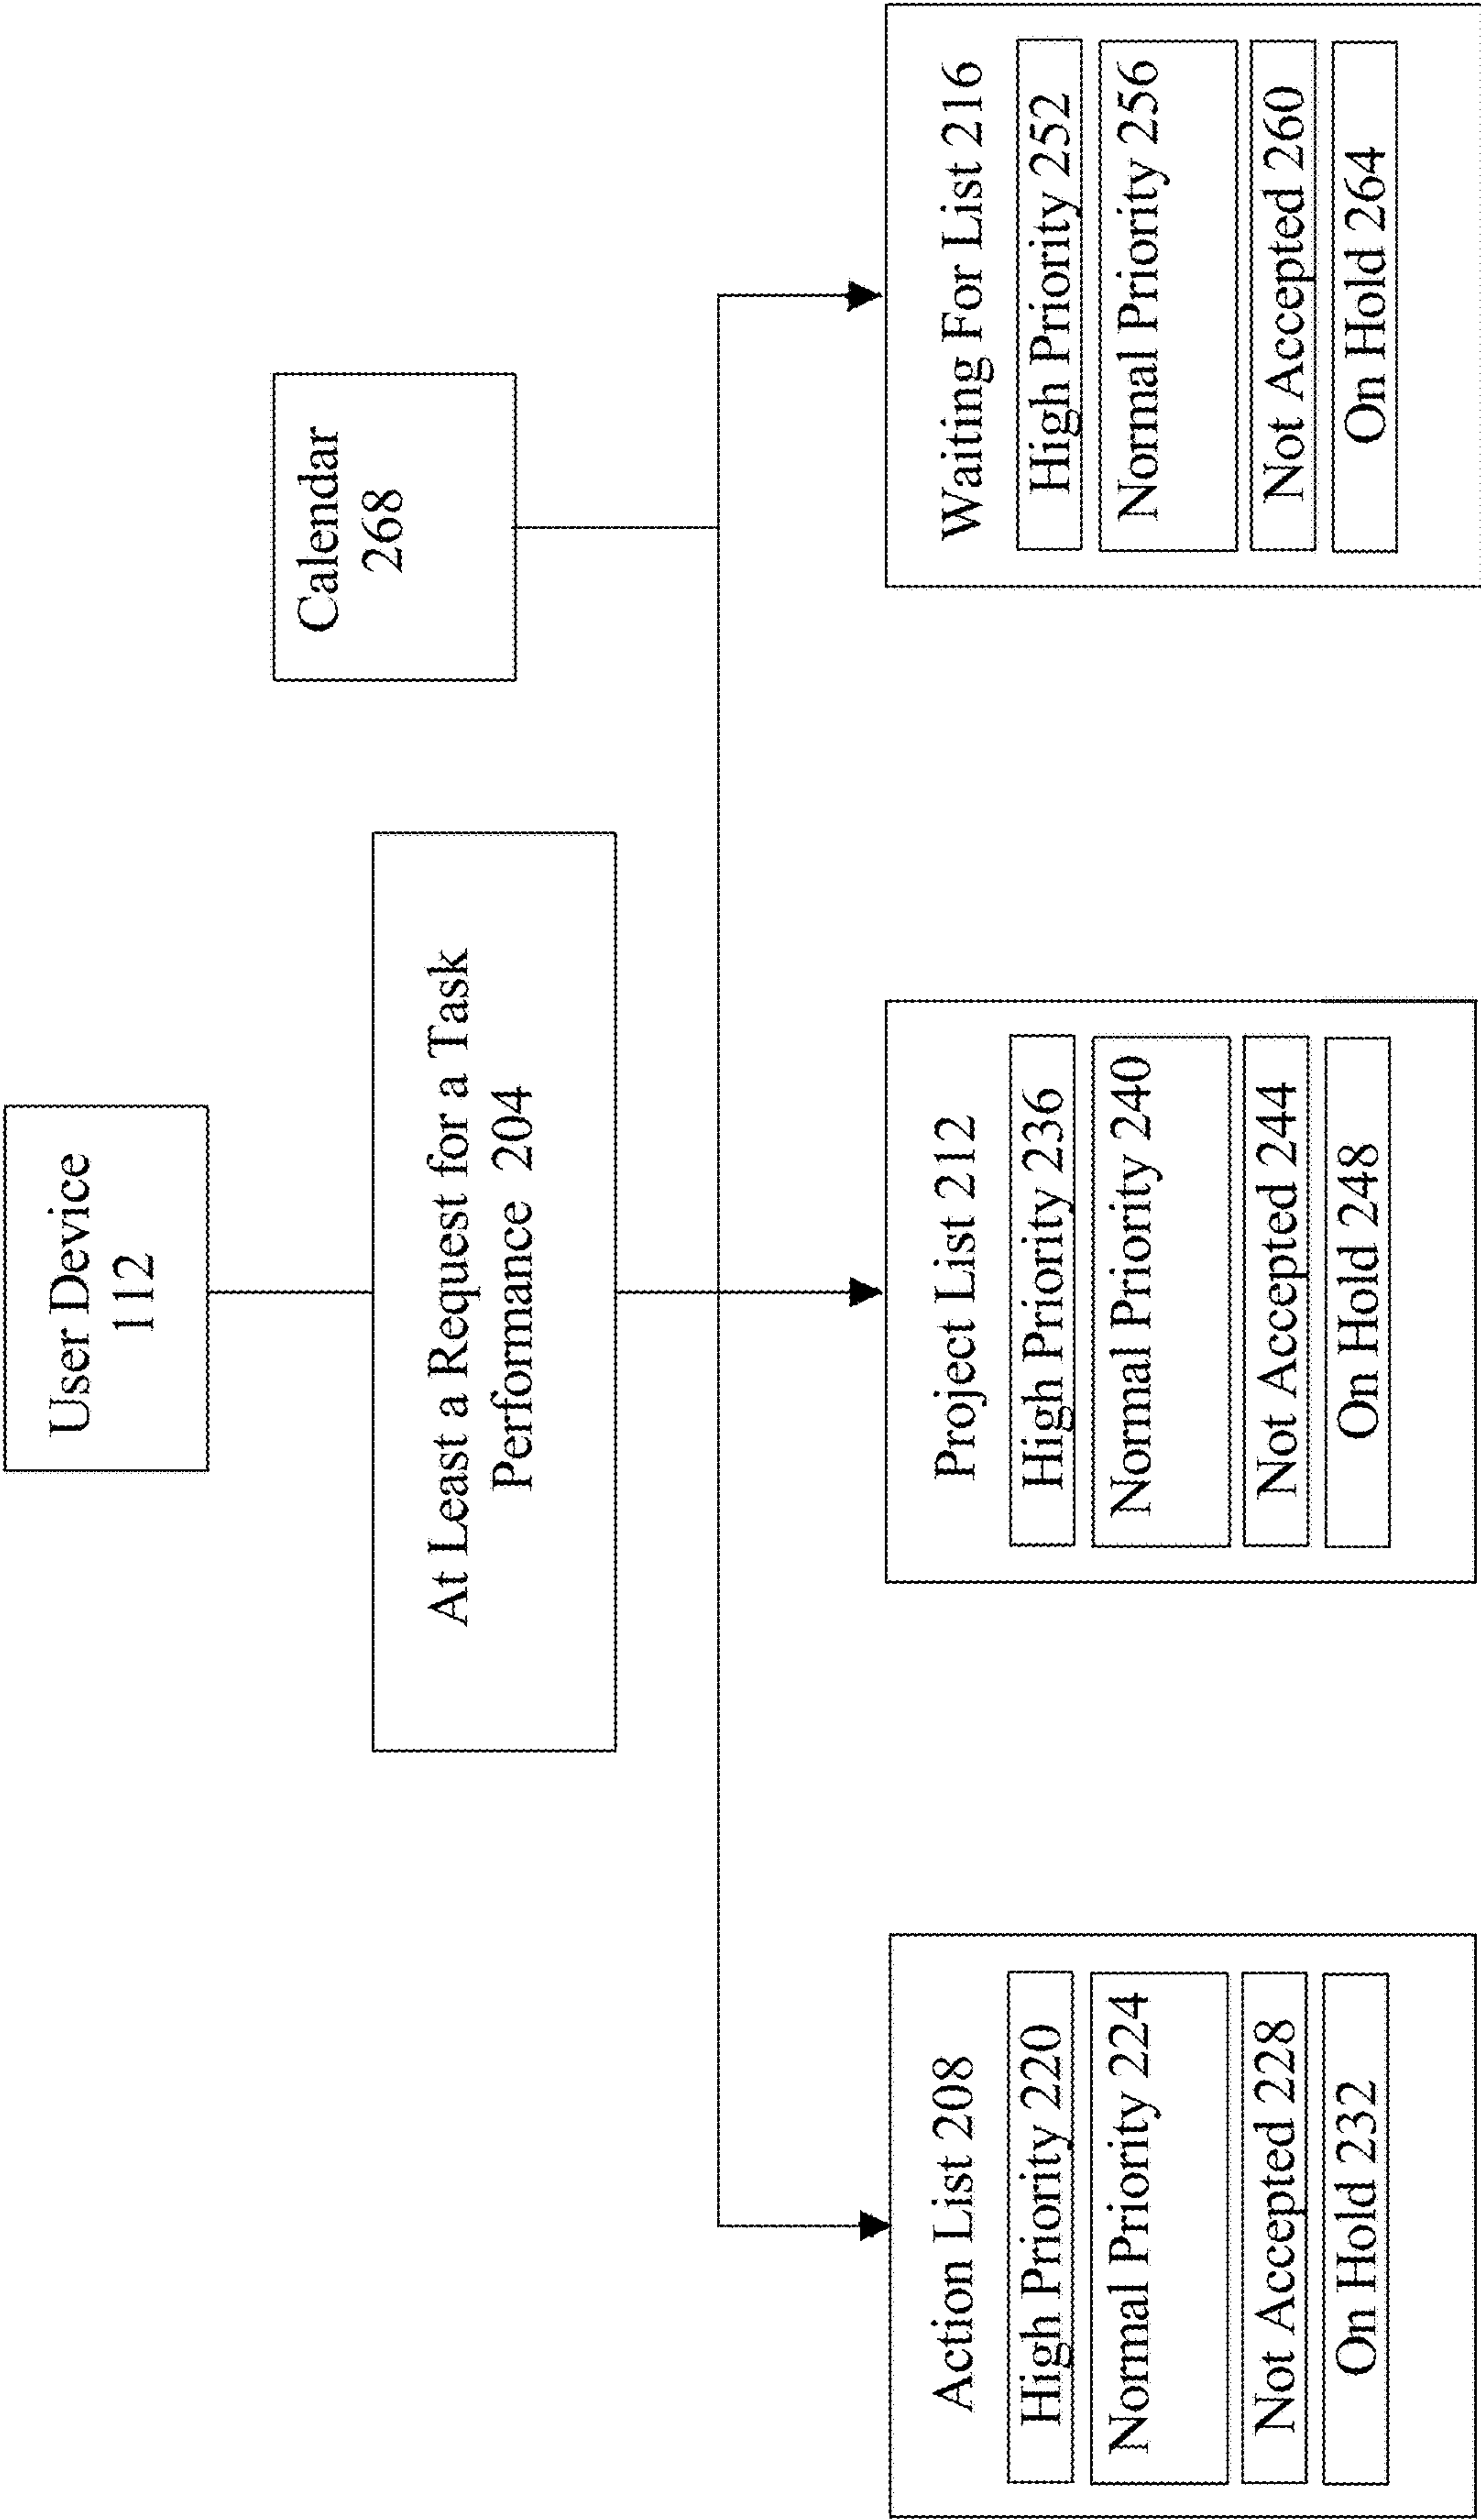 User Device
112
At Least a Request for a Task
Performance 204
Calendar
268
Action List 208
High Priority 220
Normal Priority 224
Not Accepted 228
On Hold 232
Project List 212
High Priority 236
Normal Priority 240
Not Accepted 244
On Hold 248
Waiting For List 216
High Priority 252
Normal Priority 256
Not Accepted 260
On Hold 264